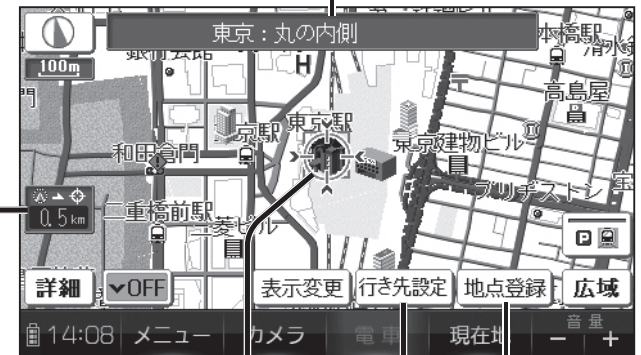 東京：丸の内側
本橋駅
銀行会館
100m
H
高島屋
京駅
東京駅
和田倉門
東京建物ビル
ブリヂストン
宝
0.5km
二重橋前駅
三菱ビル
P
詳細
OFF
表示変更
行き先設定
地点登録
広域
14:08
メニュー
カメラ
電車
現在地
音量
− +